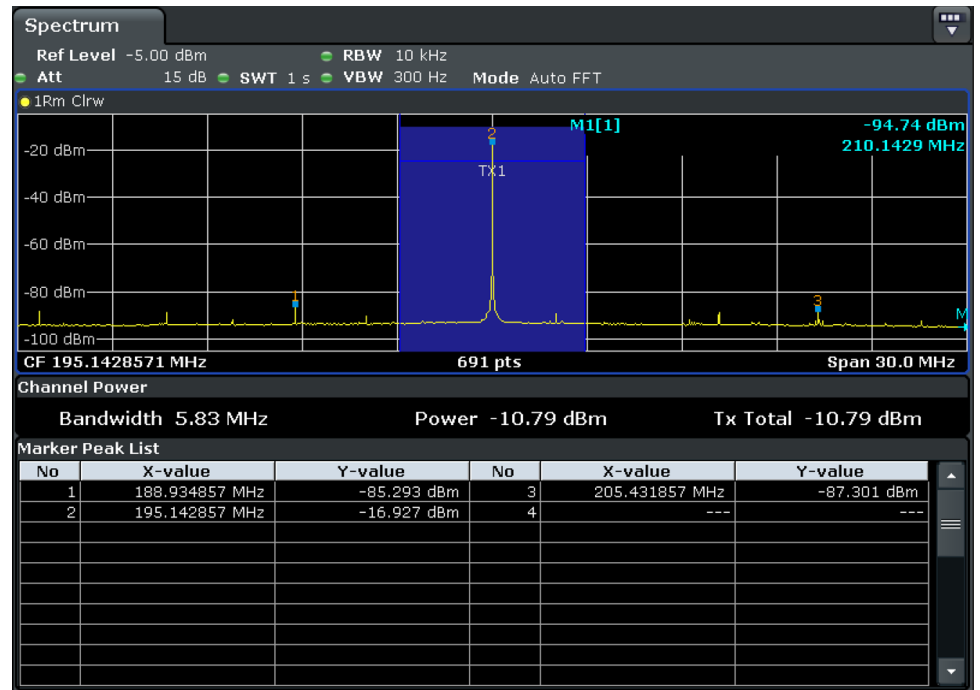 Spectrum
Ref Level -5.00 dBm RBW 10 kHz
Att 15 dB SWT 1 s VBW 300 Hz Mode Auto FFT
1Rm Clrw
M1[1] -94.74 dBm
210.1429 MHz
2
TX1
-20 dBm
-40 dBm
-60 dBm
-80 dBm
1
3
M
-100 dBm
CF 195.1428571 MHz 691 pts Span 30.0 MHz
Channel Power
Bandwidth 5.83 MHz Power -10.79 dBm Tx Total -10.79 dBm
Marker Peak List
No X-value Y-value No X-value Y-value
1 188.934857 MHz -85.293 dBm 3 205.431857 MHz -87.301 dBm
2 195.142857 MHz -16.927 dBm 4 --- ---